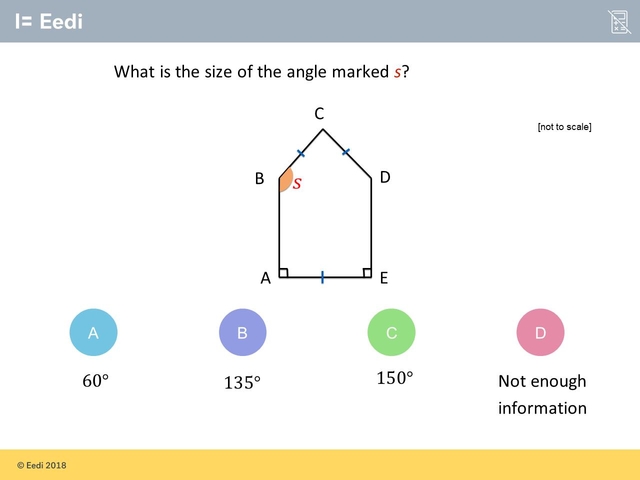 I= Eedi
What is the size of the angle marked s?
[not to scale]
C
B
s
D
A
E
A
B
C
D
60°
135°
150°
Not enough
information
© Eedi 2018